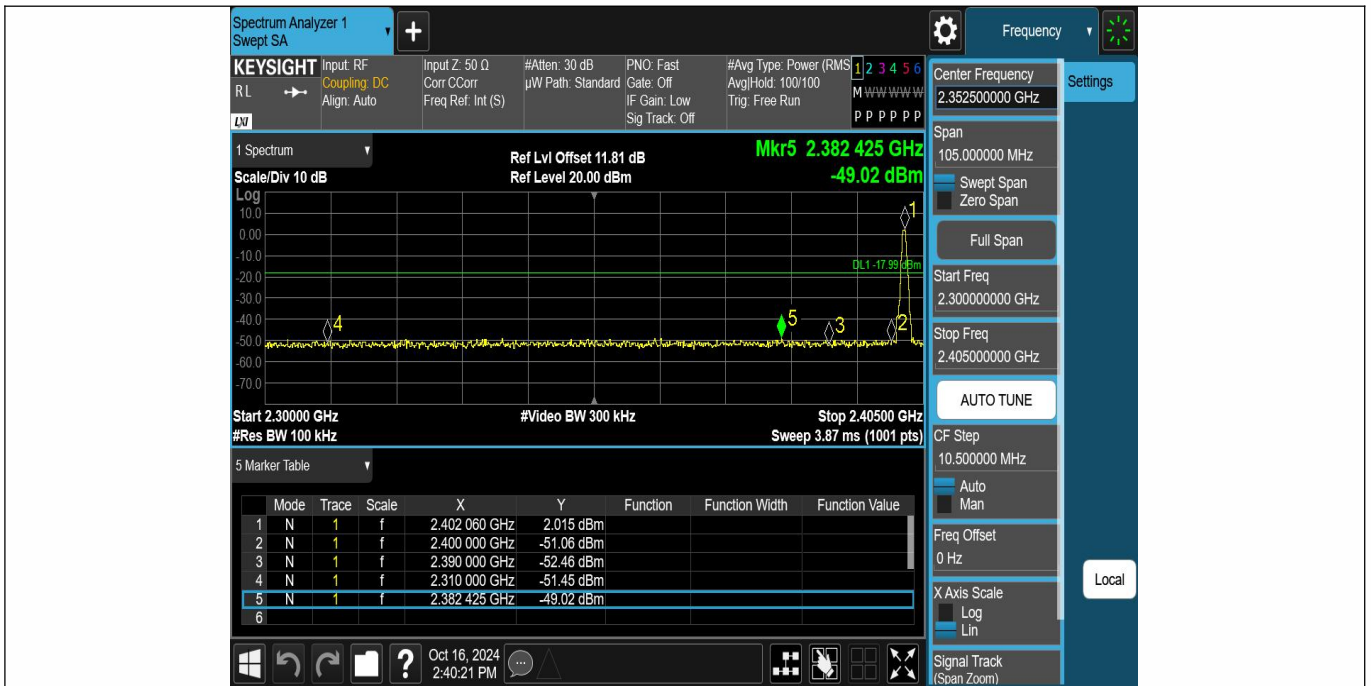 Spectrum Analyzer 1
Swept SA
+
Frequency
KEYSIGHT
RL
LXI
Input: RF
Coupling: DC
Align: Auto
Input Z: 50 Ω
Corr CCorr
Freq Ref: Int (S)
#Atten: 30 dB
µW Path: Standard
PNO: Fast
Gate: Off
IF Gain: Low
Sig Track: Off
#Avg Type: Power (RMS
Avg|Hold: 100/100
Trig: Free Run
1 2 3 4 5 6
M W W W W W
P P P P P P
1 Spectrum
Scale/Div 10 dB
Ref Lvl Offset 11.81 dB
Ref Level 20.00 dBm
Mkr5 2.382 425 GHz
-49.02 dBm
Log
10.0
0.00
-10.0
-20.0
-30.0
-40.0
-50.0
-60.0
-70.0
1
DL1 -17.99 dBm
4
5
3
2
Start 2.30000 GHz
#Video BW 300 kHz
Stop 2.40500 GHz
#Res BW 100 kHz
Sweep 3.87 ms (1001 pts)
5 Marker Table
Mode Trace Scale X Y Function Function Width Function Value
1 N 1 f 2.402 060 GHz 2.015 dBm
2 N 1 f 2.400 000 GHz -51.06 dBm
3 N 1 f 2.390 000 GHz -52.46 dBm
4 N 1 f 2.310 000 GHz -51.45 dBm
5 N 1 f 2.382 425 GHz -49.02 dBm
6
?
Oct 16, 2024
2:40:21 PM
Center Frequency
2.352500000 GHz
Settings
Span
105.000000 MHz
Swept Span
Zero Span
Full Span
Start Freq
2.300000000 GHz
Stop Freq
2.405000000 GHz
AUTO TUNE
CF Step
10.500000 MHz
Auto
Man
Freq Offset
0 Hz
X Axis Scale
Log
Lin
Signal Track
(Span Zoom)
Local